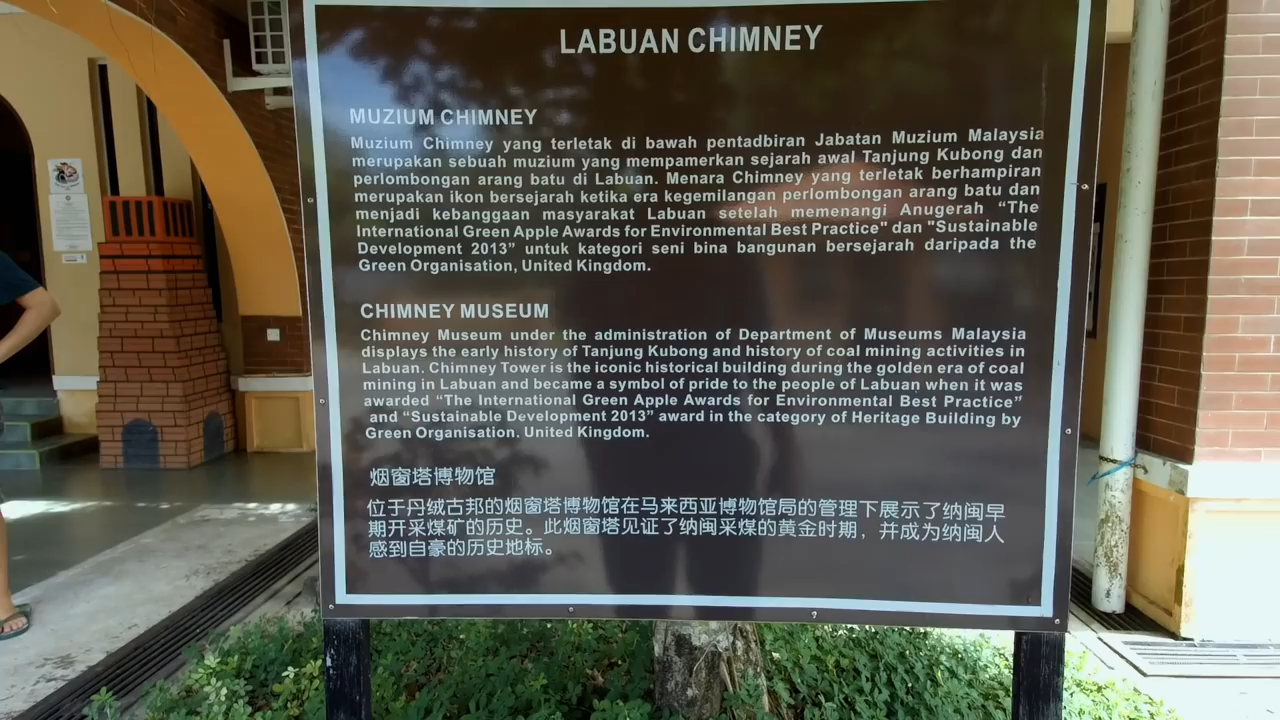 LABUAN CHIMNEY
MUZIUM CHIMNEY
Muzium Chimney yang terletak di bawah pentadbiran Jabatan Muzium Malaysia
merupakan sebuah muzium yang mempamerkan sejarah awal Tanjung Kubong dan
perlombongan arang batu di Labuan. Menara Chimney yang terletak berhampiran
merupakan ikon bersejarah ketika era kegemilangan perlombongan arang batu dan
menjadi kebanggaan masyarakat Labuan setelah memenangi Anugerah “The
International Green Apple Awards for Environmental Best Practice" dan "Sustainable
Development 2013” untuk kategori seni bina bangunan bersejarah daripada the
Green Organisation, United Kingdom.
CHIMNEY MUSEUM
Chimney Museum under the administration of Department of Museums Malaysia
displays the early history of Tanjung Kubong and history of coal mining activities in
Labuan. Chimney Tower is the iconic historical building during the golden era of coal
mining in Labuan and became a symbol of pride to the people of Labuan when it was
awarded “The International Green Apple Awards for Environmental Best Practice”
and “Sustainable Development 2013” award in the category of Heritage Building by
Green Organisation. United Kingdom.
烟窗塔博物馆
位于丹绒古邦的烟窗塔博物馆在马来西亚博物馆局的管理下展示了纳闽早
期开采煤矿的历史。此烟窗塔见证了纳闽采煤的黄金时期，并成为纳闽人
感到自豪的历史地标。